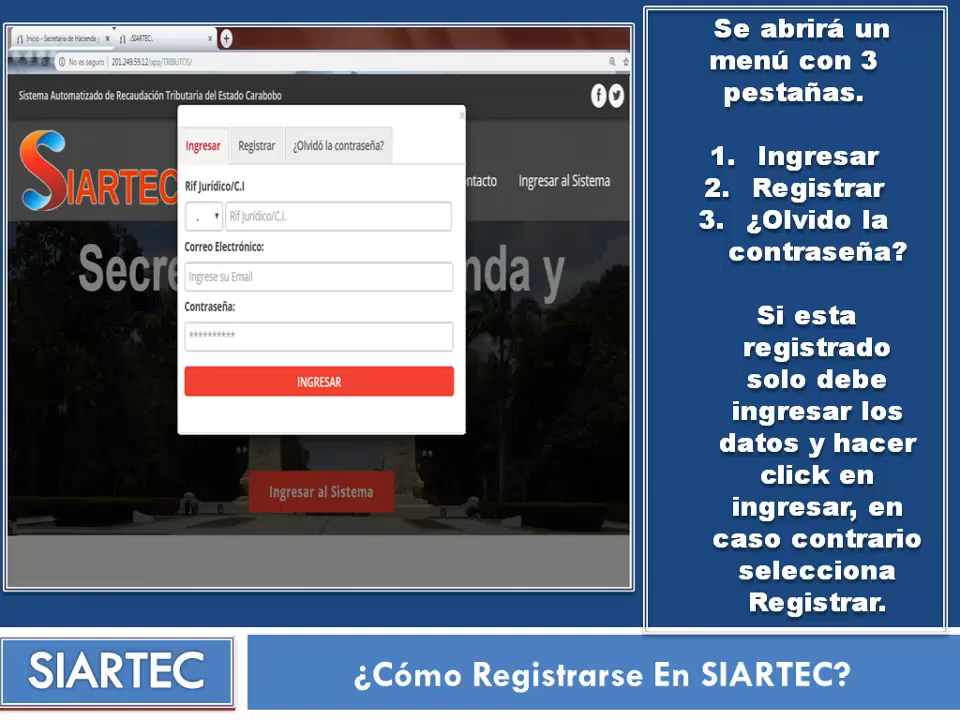 Inicio - Secretaría de Hacienda y x
::SIARTEC:. x
No es seguro | 201.249.59.12/app/TRIBUTOS/
Sistema Automatizado de Recaudación Tributaria del Estado Carabobo
SIARTEC
ntacto Ingresar al Sistema
Secre nda y
x
Ingresar Registrar ¿Olvidó la contraseña?
Rif Jurídico/C.I
. Rif Jurídico/C.I.
Correo Electrónico:
Ingrese su Email
Contraseña:
**********
INGRESAR
Ingresar al Sistema
Se abrirá un
menú con 3
pestañas.
1. Ingresar
2. Registrar
3. ¿Olvido la
contraseña?
Si esta
registrado
solo debe
ingresar los
datos y hacer
click en
ingresar, en
caso contrario
selecciona
Registrar.
SIARTEC
¿Cómo Registrarse En SIARTEC?